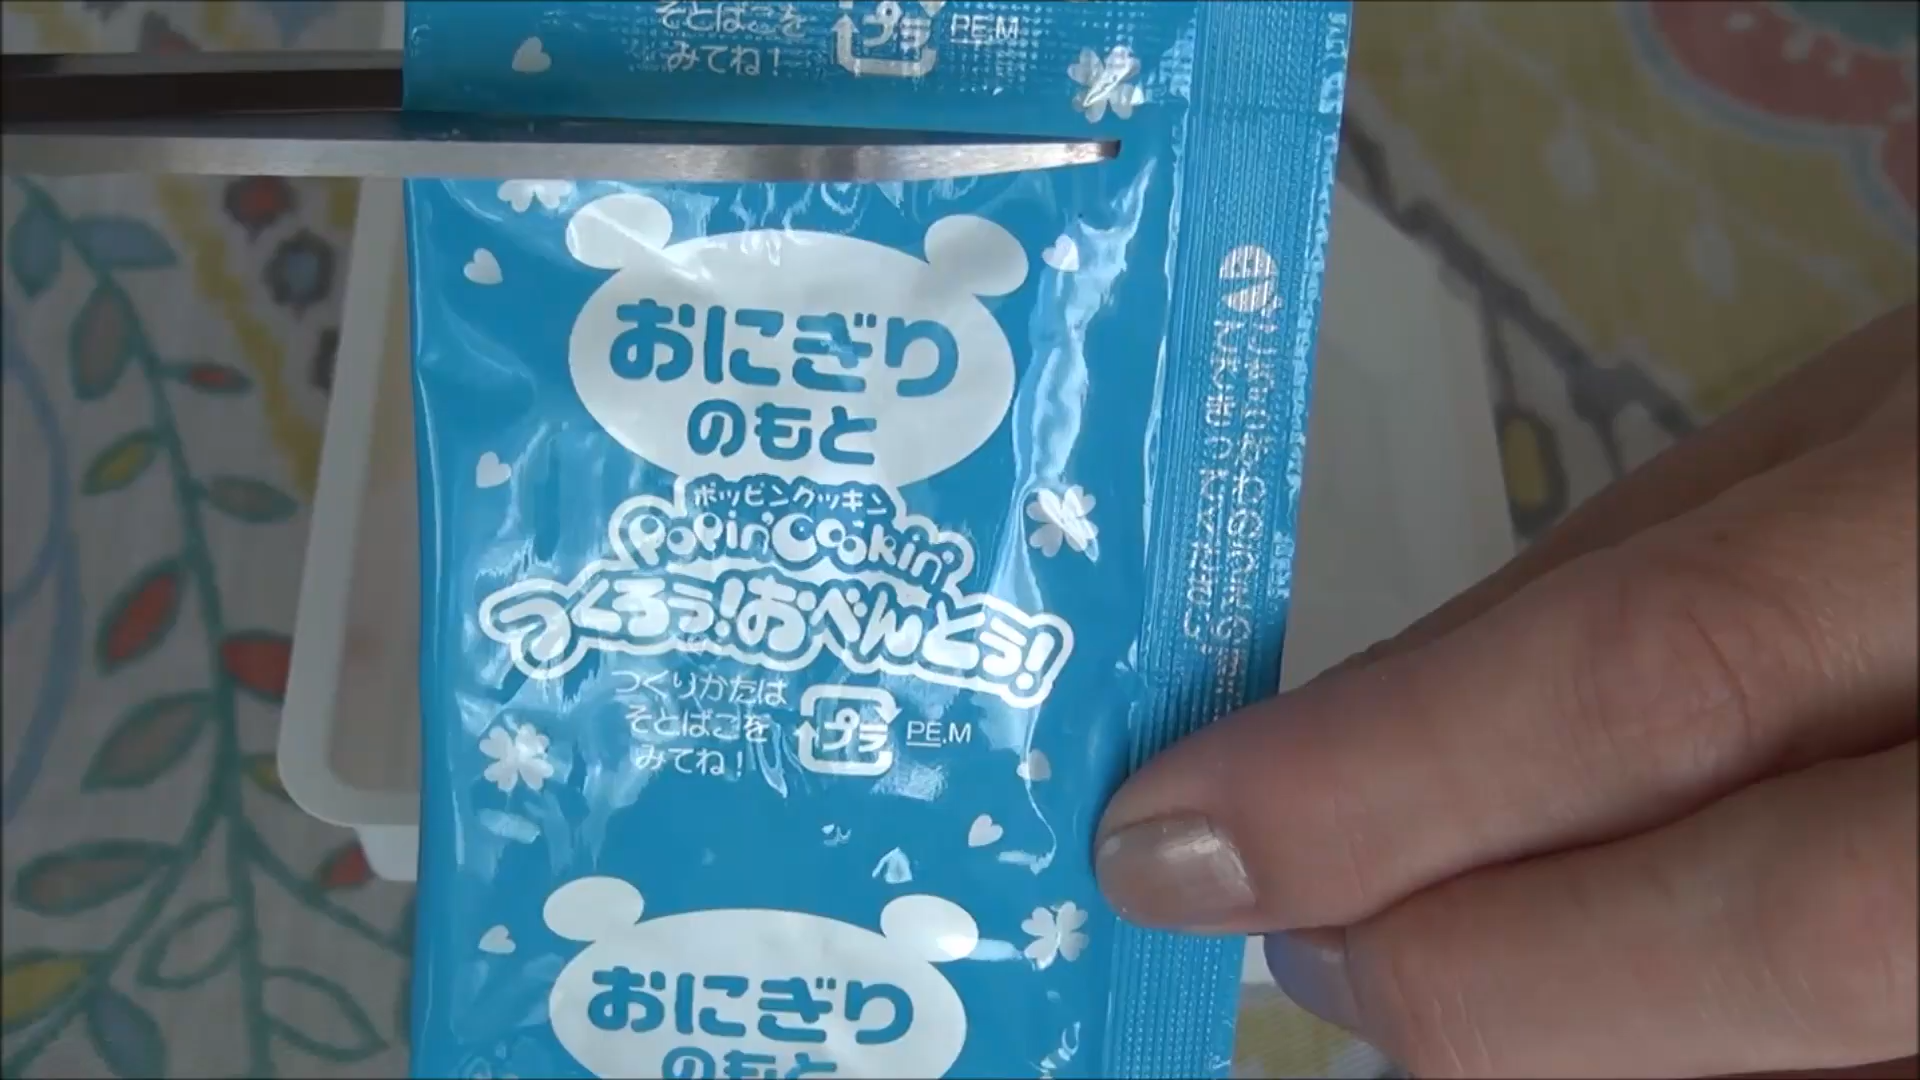 そとばこを
みてね！
プラ PE.M
おにぎり
のもと
ポッピンクッキン
Popin'Cookin'
つくろう！おべんとう！
つくりかたは
そとばこを
みてね！
プラ PE.M
おにぎり
のもと